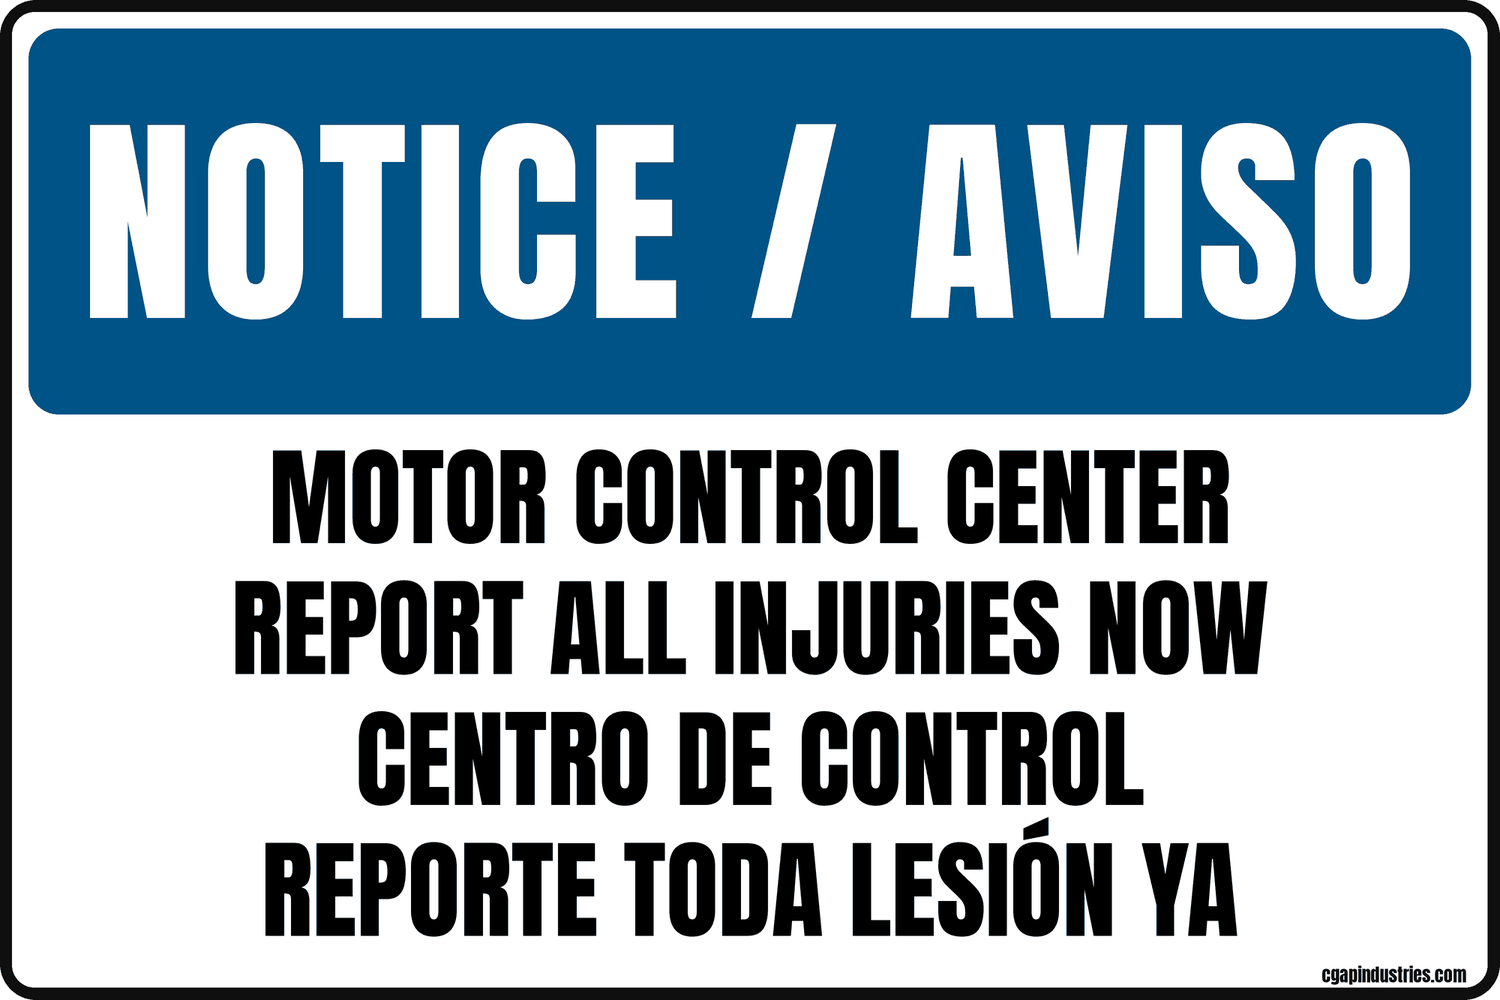 NOTICE / AVISO
MOTOR CONTROL CENTER
REPORT ALL INJURIES NOW
CENTRO DE CONTROL
REPORTE TODA LESIÓN YA
cgapindustries.com